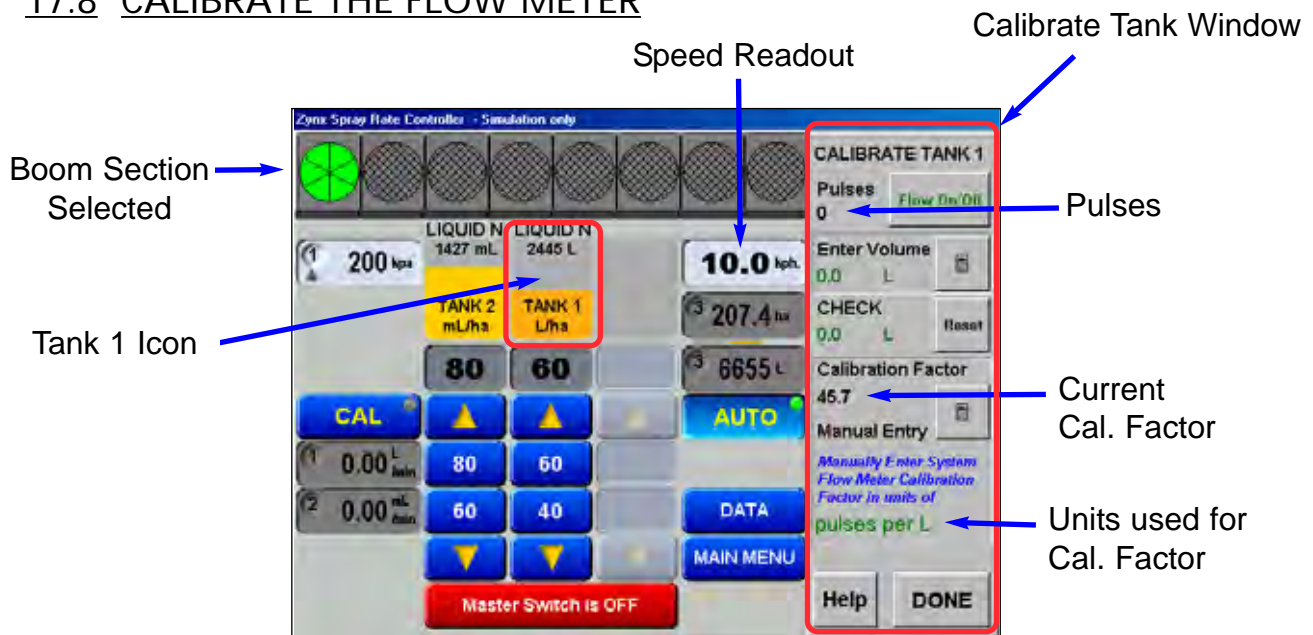 17.8 CALIBRATE THE FLOW METER
Calibrate Tank Window
Speed Readout
Zynx Spray Rate Controller - Simulation only
Boom Section
Selected
CALIBRATE TANK 1
Pulses
0
Flow On/Off
Pulses
LIQUID N
1427 mL
LIQUID N
2445 L
1 200 kpa
10.0 kph.
Enter Volume
0.0 L
TANK 2
mL/ha
TANK 1
L/ha
3 207.4 ha
CHECK
0.0 L
Reset
Tank 1 Icon
80
60
3 6655 L
Calibration Factor
45.7
Manual Entry
Current
Cal. Factor
CAL
AUTO
1 0.00 L/min
80
60
Manually Enter System
Flow Meter Calibration
Factor in units of
pulses per L
Units used for
Cal. Factor
2 0.00 mL/min
60
40
DATA
MAIN MENU
Master Switch is OFF
Help
DONE